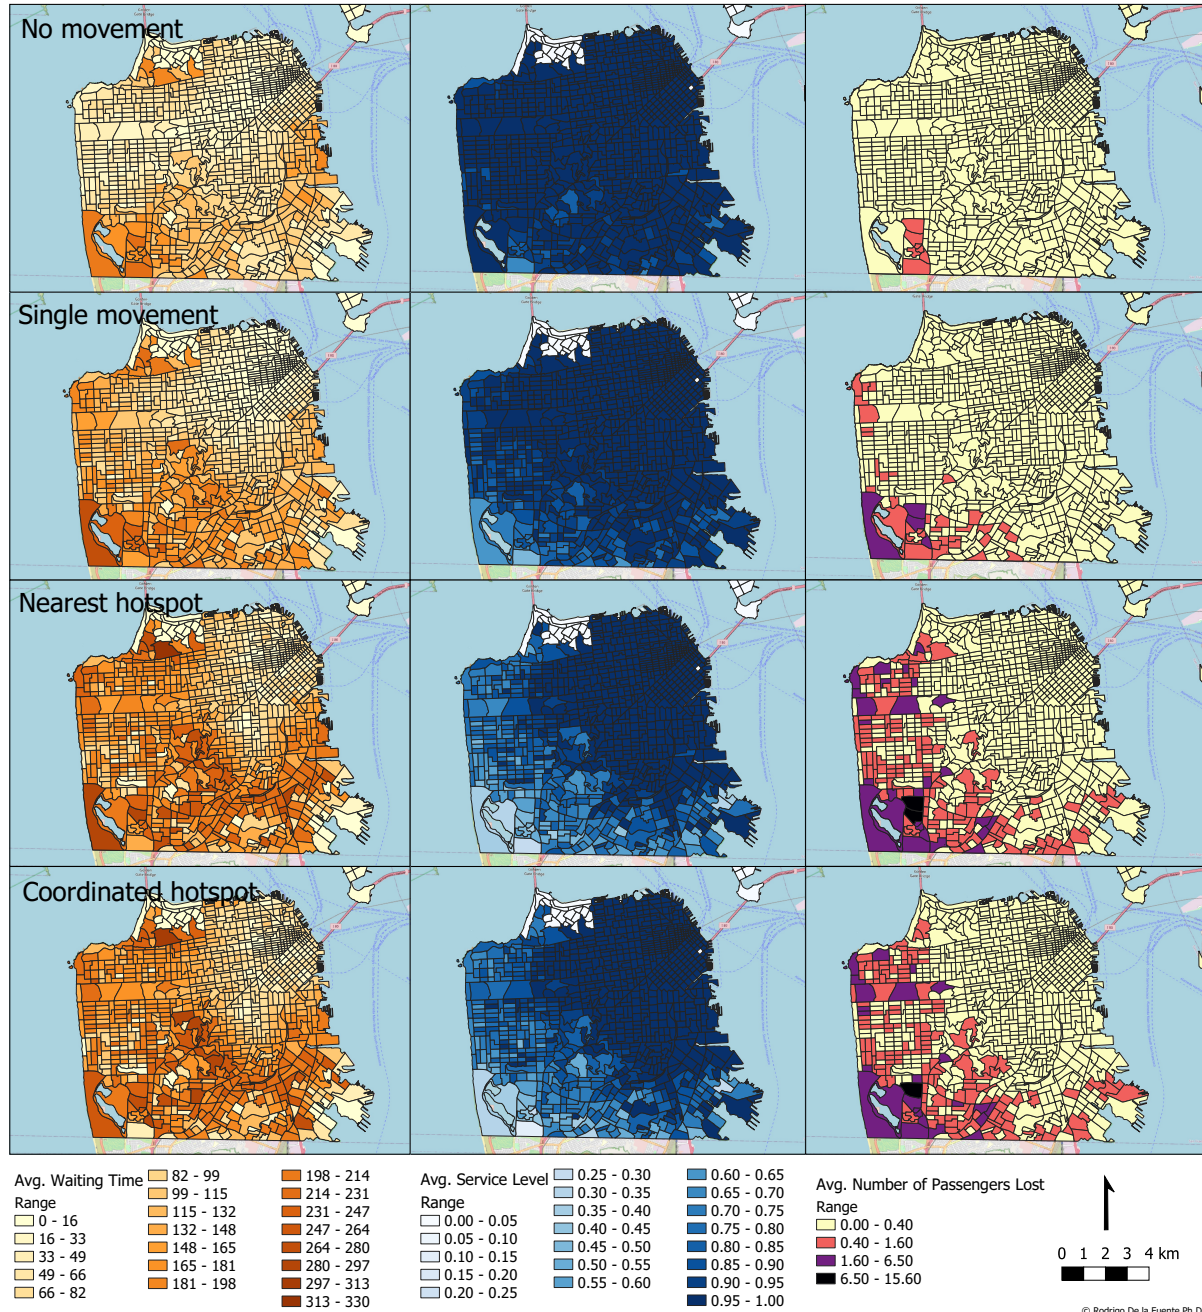 No movement
Single movement
Golden
Gate Bridge
Nearest hotspot
Coordinated hotspot
Avg. Waiting Time
Range
0 - 16
16 - 33
33 - 49
49 - 66
66 - 82
82 - 99
99 - 115
115 - 132
132 - 148
148 - 165
165 - 181
181 - 198
198 - 214
214 - 231
231 - 247
247 - 264
264 - 280
280 - 297
297 - 313
313 - 330
Avg. Service Level
Range
0.00 - 0.05
0.05 - 0.10
0.10 - 0.15
0.15 - 0.20
0.20 - 0.25
0.25 - 0.30
0.30 - 0.35
0.35 - 0.40
0.40 - 0.45
0.45 - 0.50
0.50 - 0.55
0.55 - 0.60
0.60 - 0.65
0.65 - 0.70
0.70 - 0.75
0.75 - 0.80
0.80 - 0.85
0.85 - 0.90
0.90 - 0.95
0.95 - 1.00
Avg. Number of Passengers Lost
Range
0.00 - 0.40
0.40 - 1.60
1.60 - 6.50
6.50 - 15.60
0 1 2 3 4 km
© Rodrigo De la Fuente Ph.D